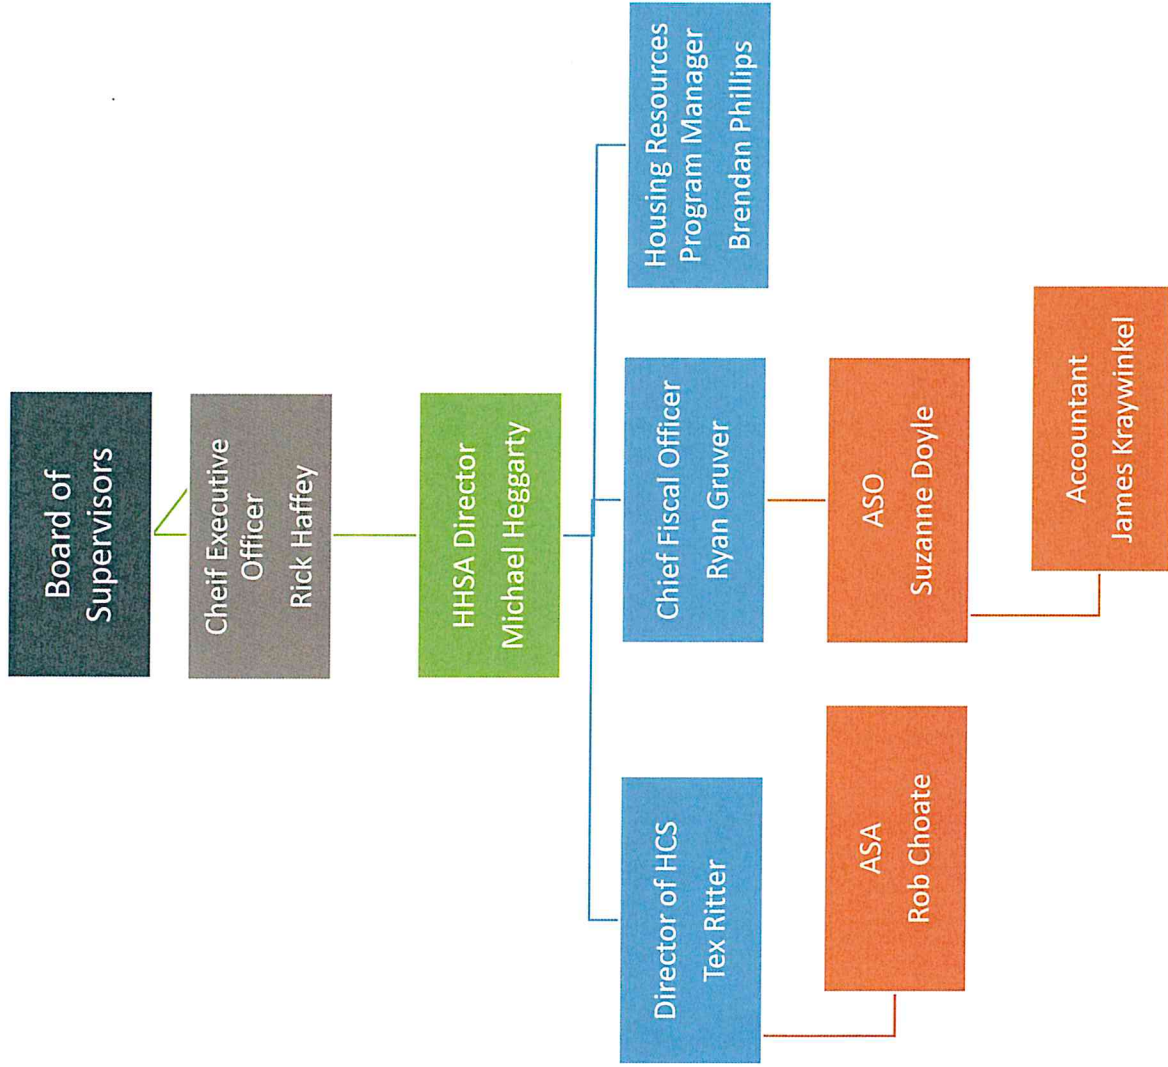 Board of
Supervisors
Cheif Executive
Officer
Rick Haffey
HHSA Director
Michael Heggarty
Director of HCS
Tex Ritter
Chief Fiscal Officer
Ryan Gruver
Housing Resources
Program Manager
Brendan Phillips
ASA
Rob Choate
ASO
Suzanne Doyle
Accountant
James Kraywinkel